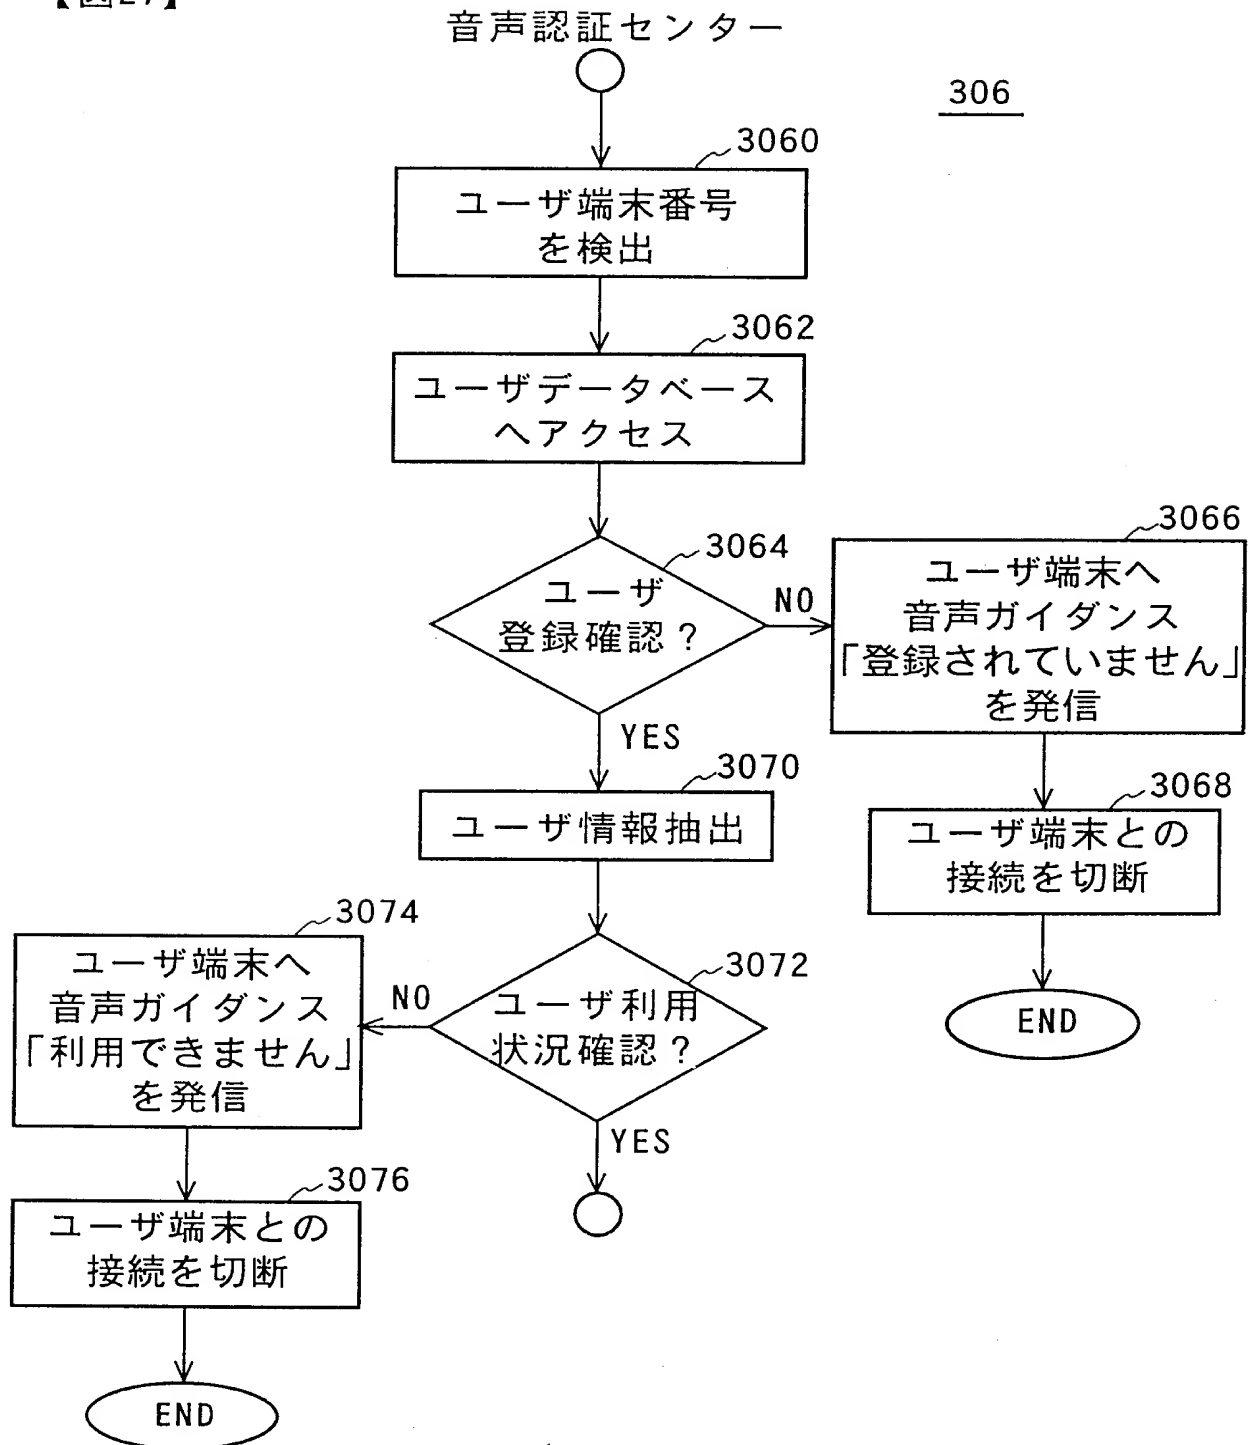 【図27】
音声認証センター
306
3060
ユーザ端末番号
を検出
3062
ユーザデータベース
へアクセス
3064
ユーザ
登録確認？
NO
YES
3066
ユーザ端末へ
音声ガイダンス
「登録されていません」
を発信
3068
ユーザ端末との
接続を切断
END
3070
ユーザ情報抽出
3072
ユーザ利用
状況確認？
NO
YES
3074
ユーザ端末へ
音声ガイダンス
「利用できません」
を発信
3076
ユーザ端末との
接続を切断
END